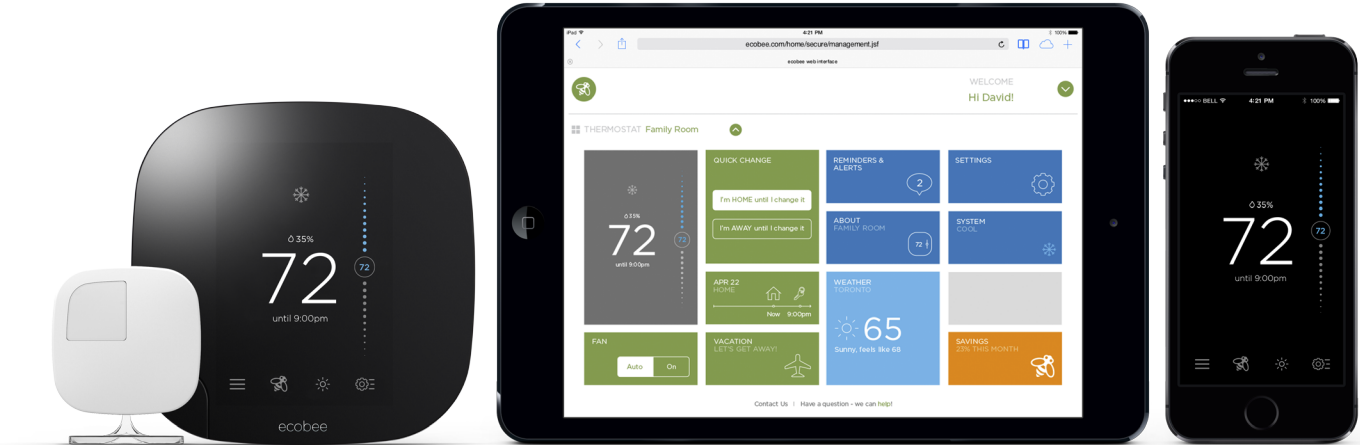 35%
72
72
until 9:00pm
ecobee
iPad
4:21 PM
100%
ecobee.com/home/secure/management.jsf
ecobee web interface
WELCOME
Hi David!
THERMOSTAT Family Room
35%
72
72
until 9:00pm
QUICK CHANGE
I'm HOME until I change it
I'm AWAY until I change it
REMINDERS &
ALERTS
2
SETTINGS
ABOUT
FAMILY ROOM
72
SYSTEM
COOL
APR 22
HOME
Now 9:00pm
WEATHER
TORONTO
65
Sunny, feels like 68
FAN
Auto On
VACATION
LET'S GET AWAY!
SAVINGS
23% THIS MONTH
Contact Us | Have a question - we can help!
BELL
4:21 PM
100%
35%
72
72
until 9:00pm